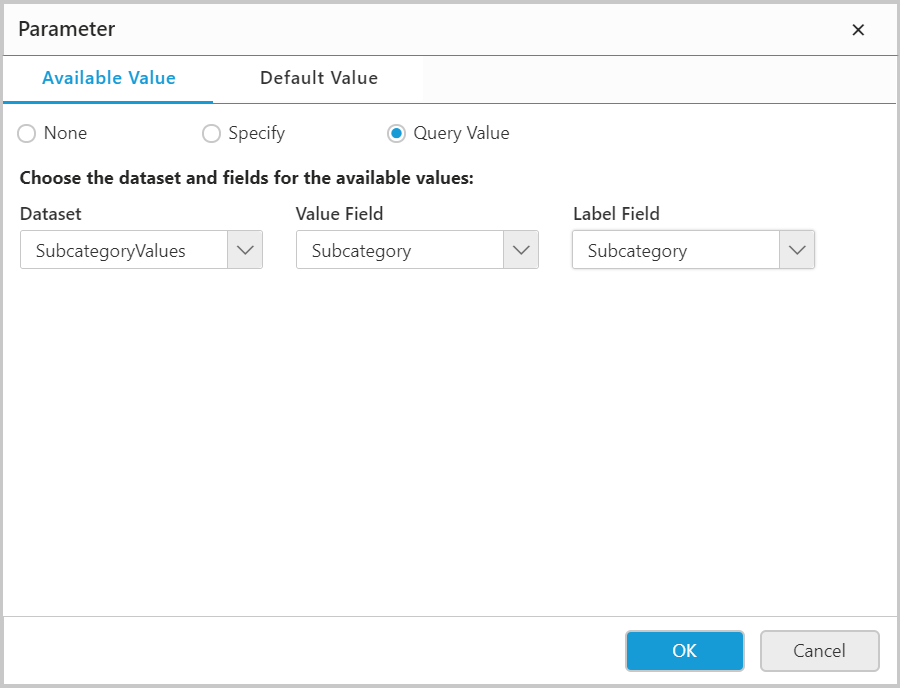 Parameter
Available Value Default Value
None Specify Query Value
Choose the dataset and fields for the available values:
Dataset Value Field Label Field
SubcategoryValues Subcategory Subcategory
OK Cancel